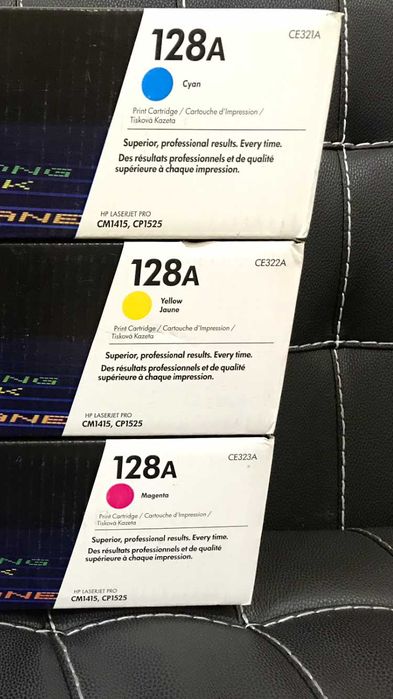 128A
CE321A
Cyan
Print Cartridge / Cartouche d'Impression /
Tisková Kazeta
Superior, professional results. Every time.
Des résultats professionnels et de qualité
supérieure à chaque impression.
HP LASERJET PRO
CM1415, CP1525
128A
CE322A
Yellow
Jaune
Print Cartridge / Cartouche d'Impression /
Tisková Kazeta
Superior, professional results. Every time.
Des résultats professionnels et de qualité
supérieure à chaque impression.
HP LASERJET PRO
CM1415, CP1525
128A
CE323A
Magenta
Print Cartridge / Cartouche d'Impression /
Tisková Kazeta
Superior, professional results. Every time.
Des résultats professionnels et de qualité
supérieure à chaque impression.
HP LASERJET PRO
CM1415, CP1525